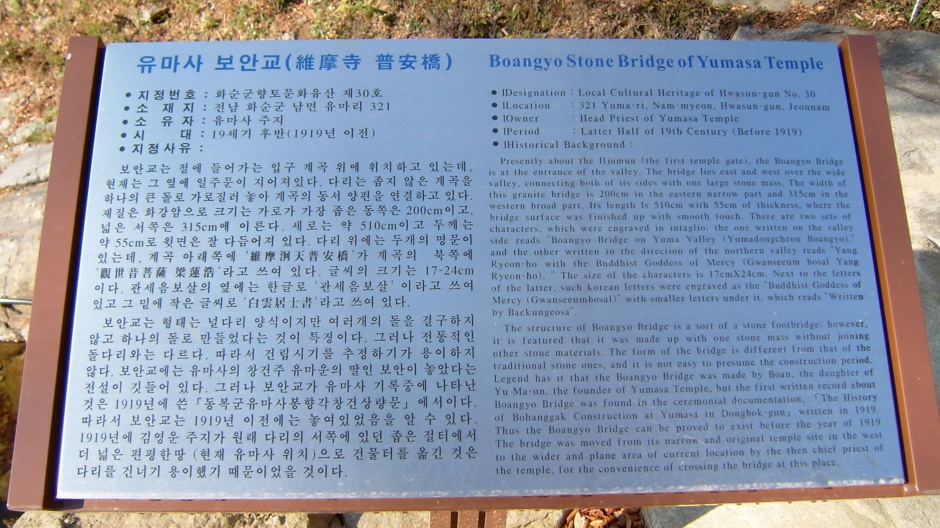 유마사 보안교(維摩寺 普安橋)
• 지정번호 : 화순군향토문화유산 제30호
• 소 재 지 : 전남 화순군 남면 유마리 321
• 소 유 자 : 유마사 주지
• 시 대 : 19세기 후반(1919년 이전)
• 지정사유 :
보안교는 절에 들어가는 입구 계곡 위에 위치하고 있는데,
현재는 그 옆에 일주문이 지어져있다. 다리는 좁지 않은 계곡을
하나의 큰 돌로 가로질러 놓아 계곡의 동서 양편을 연결하고 있다.
재질은 화강암으로 크기는 가로가 가장 좁은 동쪽은 200cm이고,
넓은 서쪽은 315cm에 이른다. 세로는 약 510cm이고 두께는
약 55cm로 윗면은 잘 다듬어져 있다. 다리 위에는 두개의 명문이
있는데, 계곡 아래쪽에 '維摩洞天普安橋'가 계곡의 북쪽에
'觀世音菩薩 梁蓮浩'라고 쓰여 있다. 글씨의 크기는 17-24cm
이다. 관세음보살의 옆에는 한글로 '관세음보살' 이라고 쓰여
있고 그 밑에 작은 글씨로 '白雲居士書'라고 쓰여 있다.
보안교는 형태는 널다리 양식이지만 여러개의 돌을 결구하지
않고 하나의 돌로 만들었다는 것이 특징이다. 그러나 전통적인
돌다리와는 다르다. 따라서 건립시기를 추정하기가 용이하지
않다. 보안교에는 유마사의 창건주 유마운의 딸인 보안이 놓았다는
전설이 깃들어 있다. 그러나 보안교가 유마사 기록중에 나타난
것은 1919년에 쓴 「동복군유마사봉향각창건상량문」에서이다.
따라서 보안교는 1919년 이전에는 놓여있었음을 알 수 있다.
1919년에 김영운 주지가 원래 다리의 서쪽에 있던 좁은 절터에서
더 넓은 편평한땅 (현재 유마사 위치)으로 건물터를 옮긴 것은
다리를 건너기 용이했기 때문이었을 것이다.
Boangyo Stone Bridge of Yumasa Temple
• lDesignation : Local Cultural Heritage of Hwasun-gun No. 30
• lLocation : 321 Yuma-ri, Nam-myeon, Hwasun-gun, Jeonnam
• lOwner : Head Priest of Yumasa Temple
• lPeriod : Latter Half of 19th Century (Before 1919)
• lHistorical Background :
Presently about the Iljumun (the first temple gate), the Boangyo Bridge
is at the entrance of the valley. The bridge lies east and west over the wide
valley, connecting both of its sides with one large stone mass. The width of
this granite bridge is 200cm in the eastern narrow part and 315cm in the
western broad part. Its length Is 510cm with 55cm of thickness, where the
bridge surface was finished up with smooth touch. There are two sets of
characters, which were engraved in intaglio: the one written on the valley
side reads "Boangyo Bridge on Yuma Valley (Yumadongcheon Boangyo),"
and the other written in the direction of the northern valley reads "Yang
Ryeon-ho with the Buddhist Goddess of Mercy (Gwanseeum bosal Yang
Ryeon-ho). " The size of the characters is 17cmX24cm. Next to the letters
of the latter, such korean letters were engraved as the "Buddhist Goddess of
Mercy (Gwanseeumbosal)" with smaller letters under it, which reads "Written
by Baekungeosa".
The structure of Boangyo Bridge is a sort of a stone footbridge; however,
it is featured that it was made up with one stone mass without joining
other stone materials. The form of the bridge is different from that of the
traditional stone ones, and it is not easy to presume the construction period.
Legend has it that the Boangyo Bridge was made by Boan, the daughter of
Yu Ma-un, the founder of Yumasa Temple, but the first written record about
Boangyo Bridge was found in the ceremonial documentation, 「The History
of Bonhanggak Construction at Yumasa in Dongbok-gun」 written in 1919.
Thus the Boangyo Bridge can be proved to exist before the year of 1919
The bridge was moved from its narrow and original temple site in the west
to the wider and plane area of current location by the then chief priest of
the temple, for the convenience of crossing the bridge at this place.